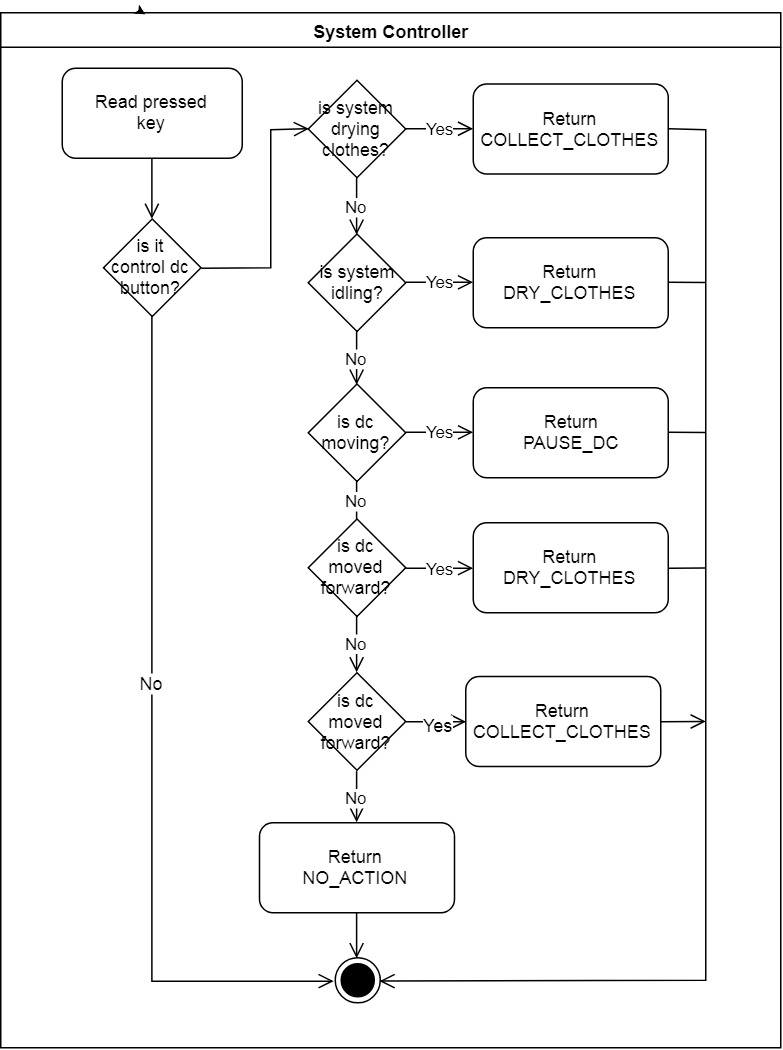 System Controller
Read pressed
key
is it
control dc
button?
No
is system
drying
clothes?
Yes
Return
COLLECT_CLOTHES
No
is system
idling?
Yes
Return
DRY_CLOTHES
No
is dc
moving?
Yes
Return
PAUSE_DC
No
is dc
moved
forward?
Yes
Return
DRY_CLOTHES
No
is dc
moved
forward?
Yes
Return
COLLECT_CLOTHES
No
Return
NO_ACTION